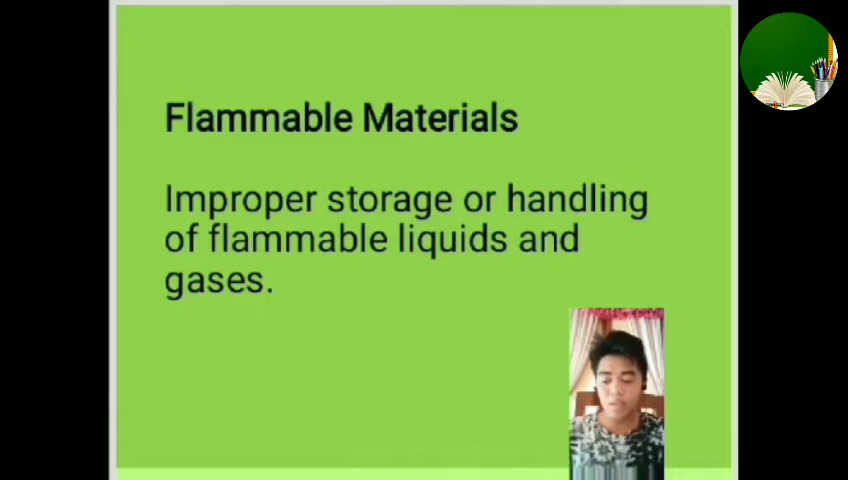 Flammable Materials
Improper storage or handling
of flammable liquids and
gases.